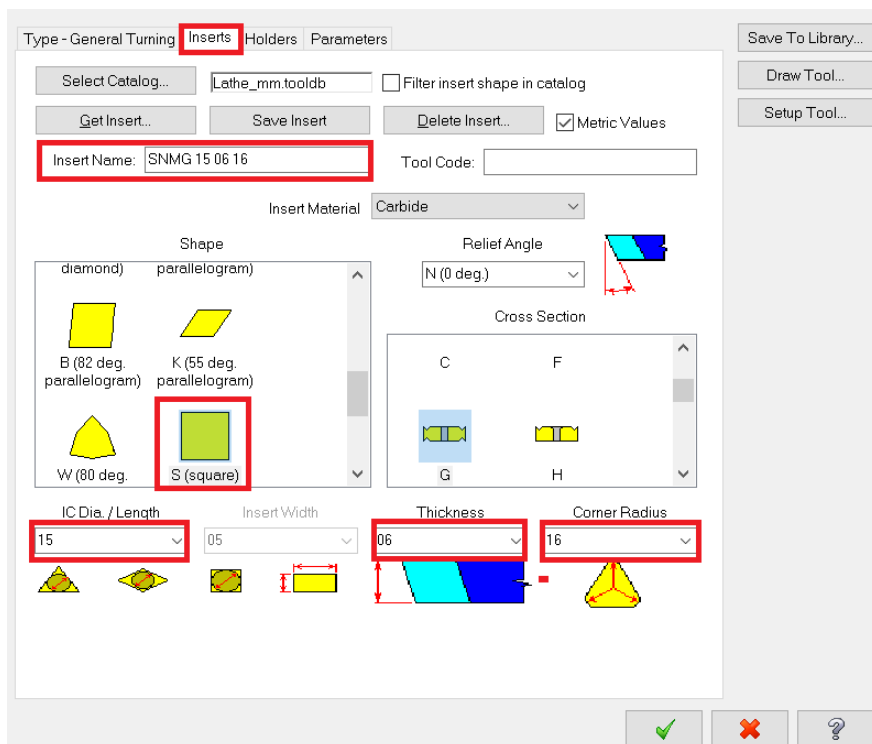 Type - General Turning Inserts Holders Parameters
Save To Library...
Select Catalog... Lathe_mm.tooldb Filter insert shape in catalog
Draw Tool...
Get Insert... Save Insert Delete Insert... Metric Values
Setup Tool...
Insert Name: SNMG 15 06 16 Tool Code:
Insert Material Carbide
Shape Relief Angle
diamond) parallelogram)
N (0 deg.)
Cross Section
B (82 deg. K (55 deg.
parallelogram) parallelogram)
C F
W (80 deg. S (square)
G H
IC Dia. / Length Insert Width Thickness Corner Radius
15 05 06 16